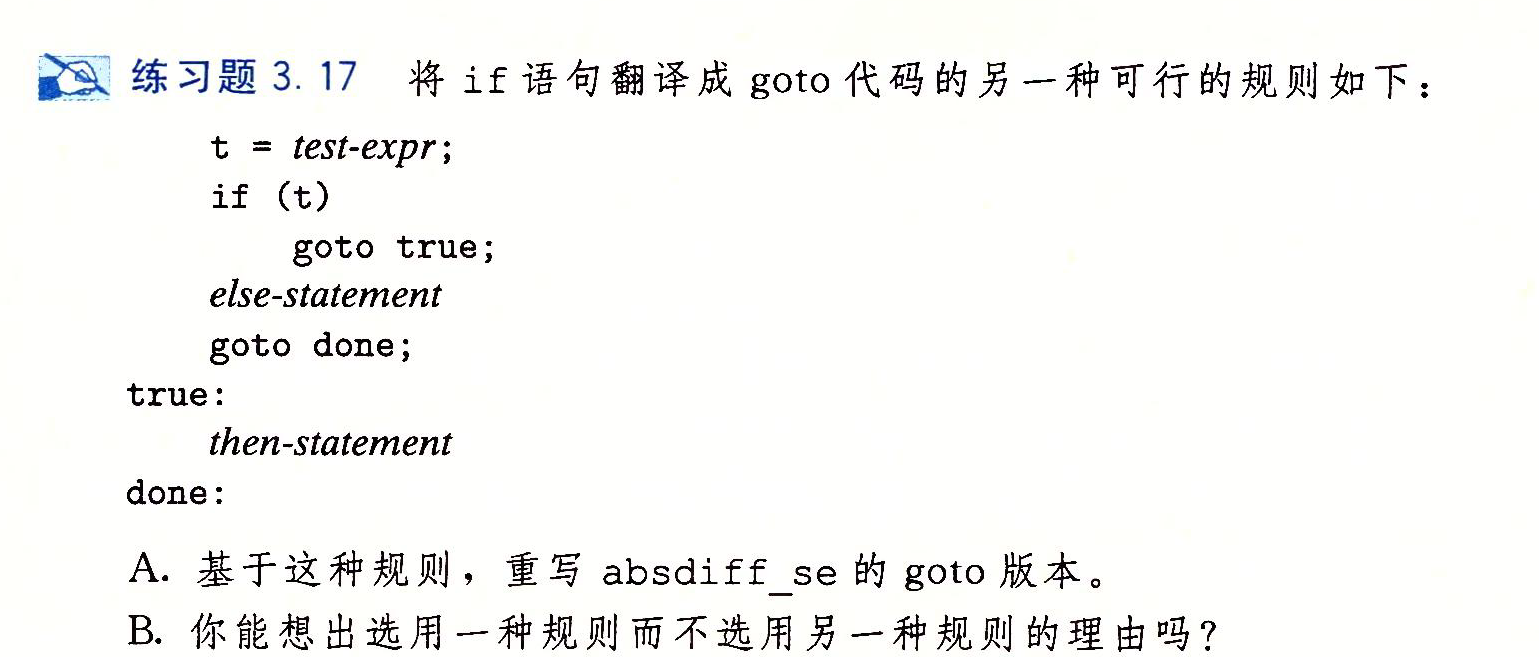 练习题 3.17 将 if 语句翻译成 goto 代码的另一种可行的规则如下：
t = test-expr;
if (t)
goto true;
else-statement
goto done;
true:
then-statement
done:
A. 基于这种规则，重写 absdiff_se 的 goto 版本。
B. 你能想出选用一种规则而不选用另一种规则的理由吗？